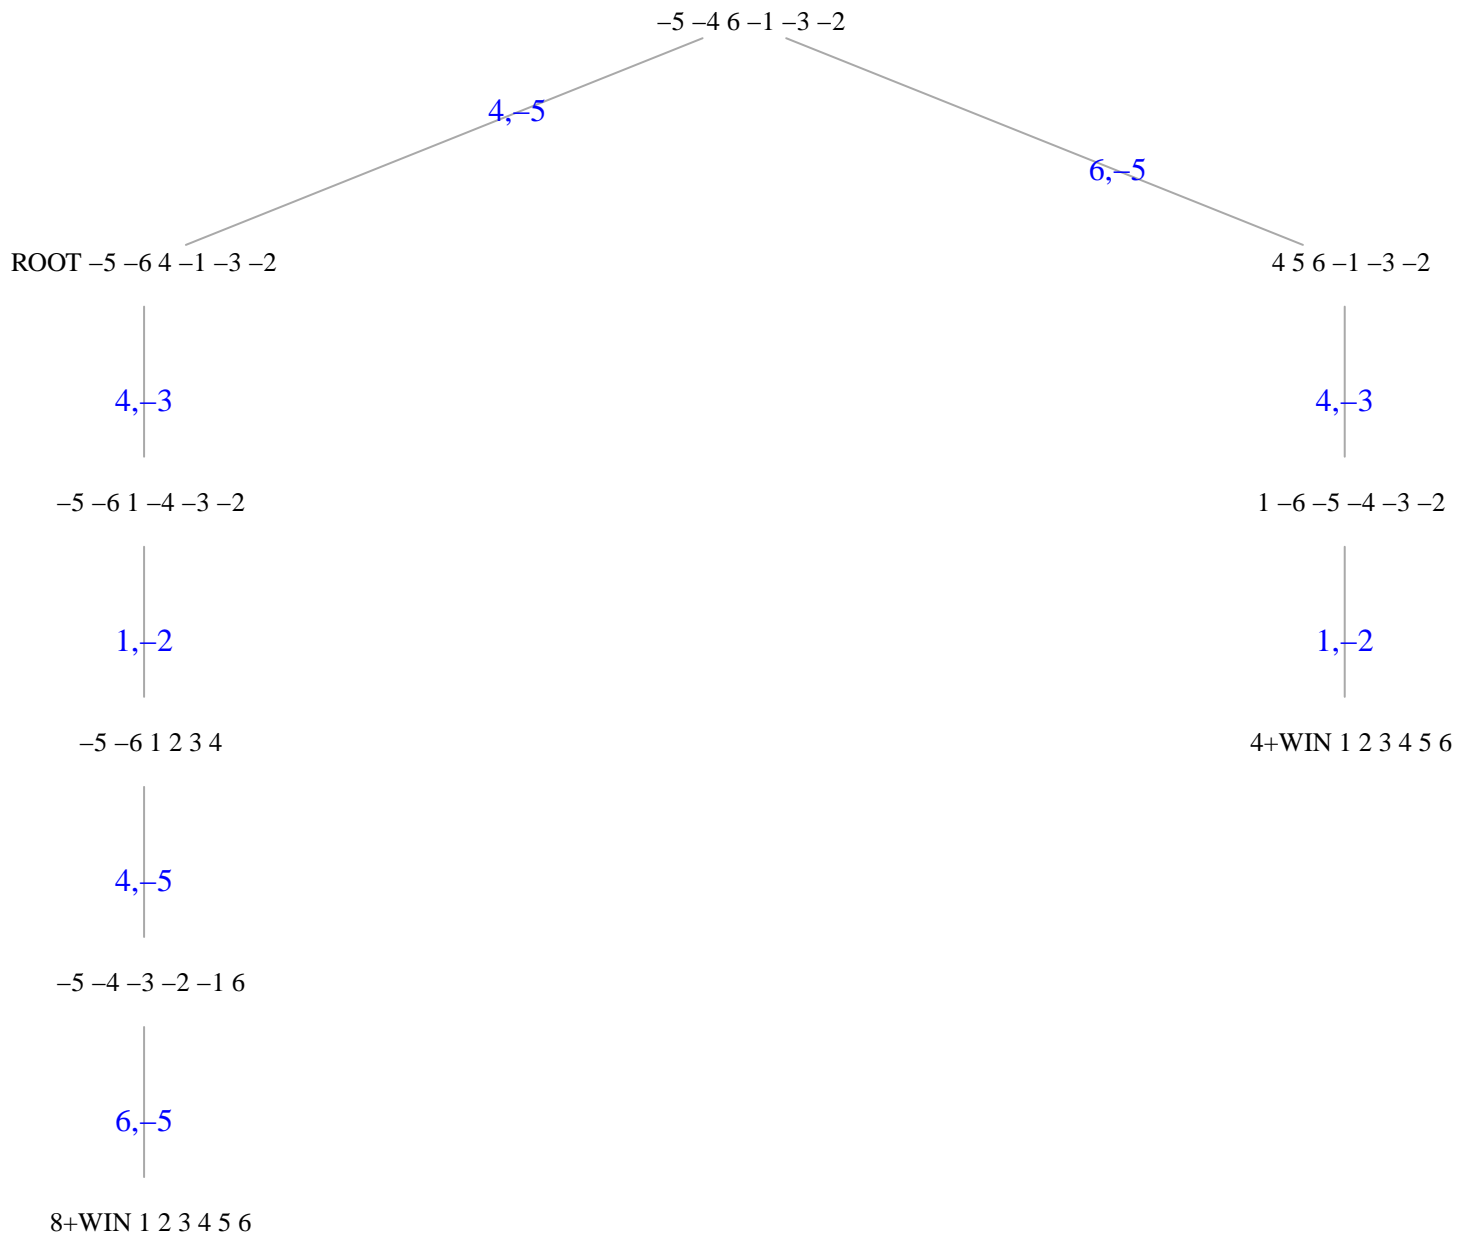 –5 –4 6 –1 –3 –2
4,–5
6,–5
ROOT –5 –6 4 –1 –3 –2
4 5 6 –1 –3 –2
4,–3
4,–3
–5 –6 1 –4 –3 –2
1 –6 –5 –4 –3 –2
1,–2
1,–2
–5 –6 1 2 3 4
4+WIN 1 2 3 4 5 6
4,–5
–5 –4 –3 –2 –1 6
6,–5
8+WIN 1 2 3 4 5 6